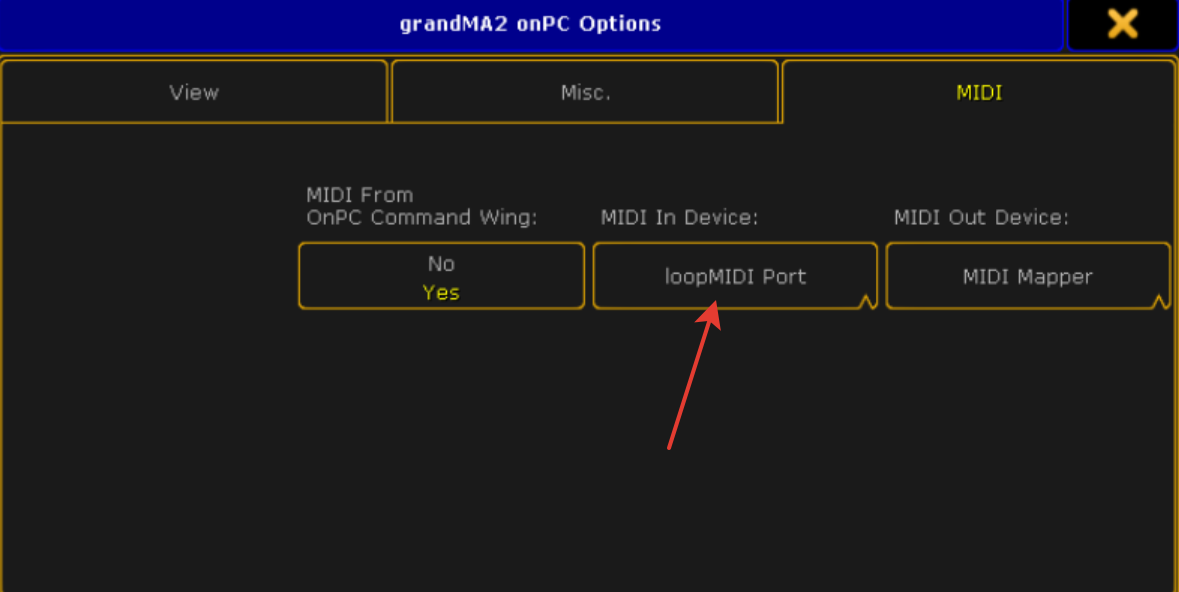 grandMA2 onPC Options
View
Misc.
MIDI
MIDI From
OnPC Command Wing:
MIDI In Device:
MIDI Out Device:
No
Yes
loopMIDI Port
MIDI Mapper